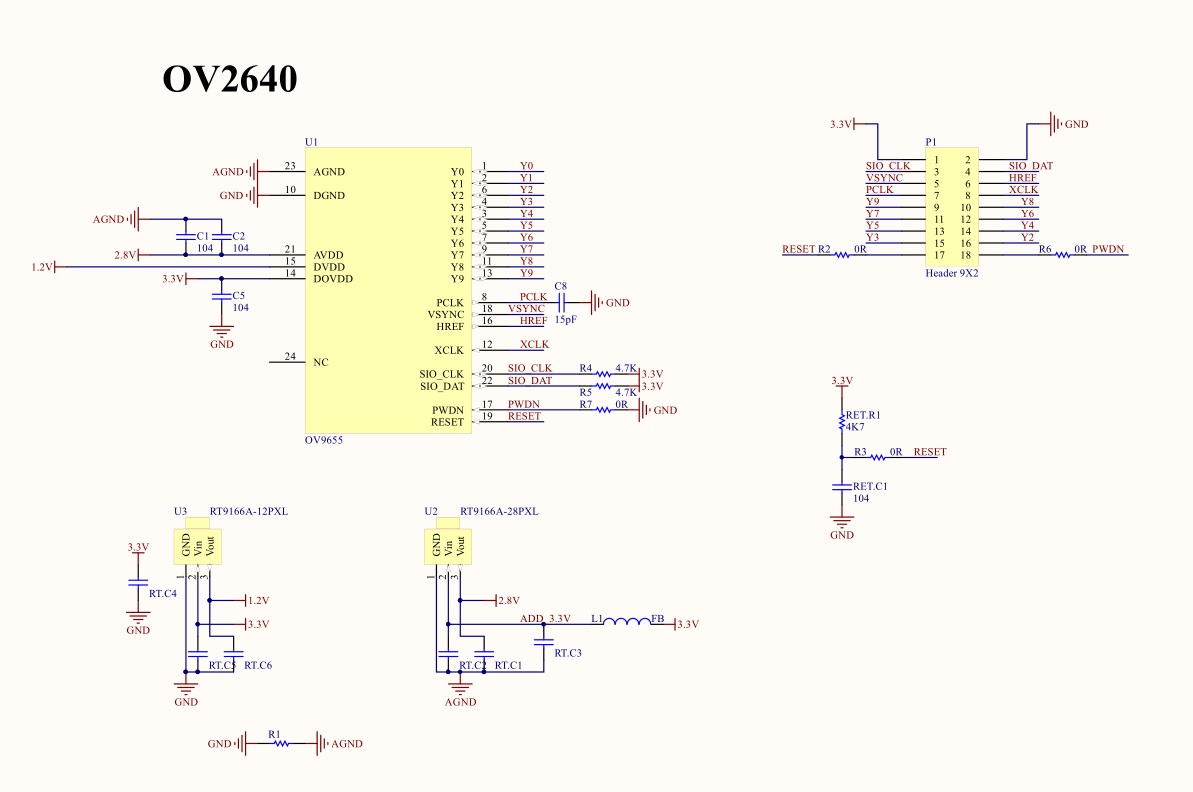 OV2640
U1
AGND 23 AGND
GND 10 DGND
AGND
C1 C2
104 104
2.8V 21 AVDD
1.2V 15 DVDD
3.3V 14 DOVDD
C5
104
GND
24 NC
Y0 1 Y0
Y1 2 Y1
Y2 6 Y2
Y3 4 Y3
Y4 3 Y4
Y5 5 Y5
Y6 7 Y6
Y7 9 Y7
Y8 11 Y8
Y9 13 Y9
C8
PCLK 8 PCLK GND
15pF
VSYNC 18 VSYNC
HREF 16 HREF
XCLK 12 XCLK
SIO_CLK 20 SIO_CLK R4 4.7K 3.3V
SIO_DAT 22 SIO_DAT 3.3V
R5 4.7K
PWDN 17 PWDN R7 0R GND
RESET 19 RESET
OV9655
3.3V GND
P1
1 2
SIO_CLK 3 4 SIO_DAT
VSYNC 5 6 HREF
PCLK 7 8 XCLK
Y9 9 10 Y8
Y7 11 12 Y6
Y5 13 14 Y4
Y3 15 16 Y2
RESET R2 0R 17 18 R6 0R PWDN
Header 9X2
3.3V
RET.R1
4K7
R3 0R RESET
RET.C1
104
GND
U3 RT9166A-12PXL
GND Vin Vout
1 2 3
3.3V
RT.C4
GND
1.2V
3.3V
RT.C5 RT.C6
GND
U2 RT9166A-28PXL
GND Vin Vout
1 2 3
2.8V
ADD_3.3V L1 FB 3.3V
RT.C2 RT.C1 RT.C3
AGND
GND R1 AGND